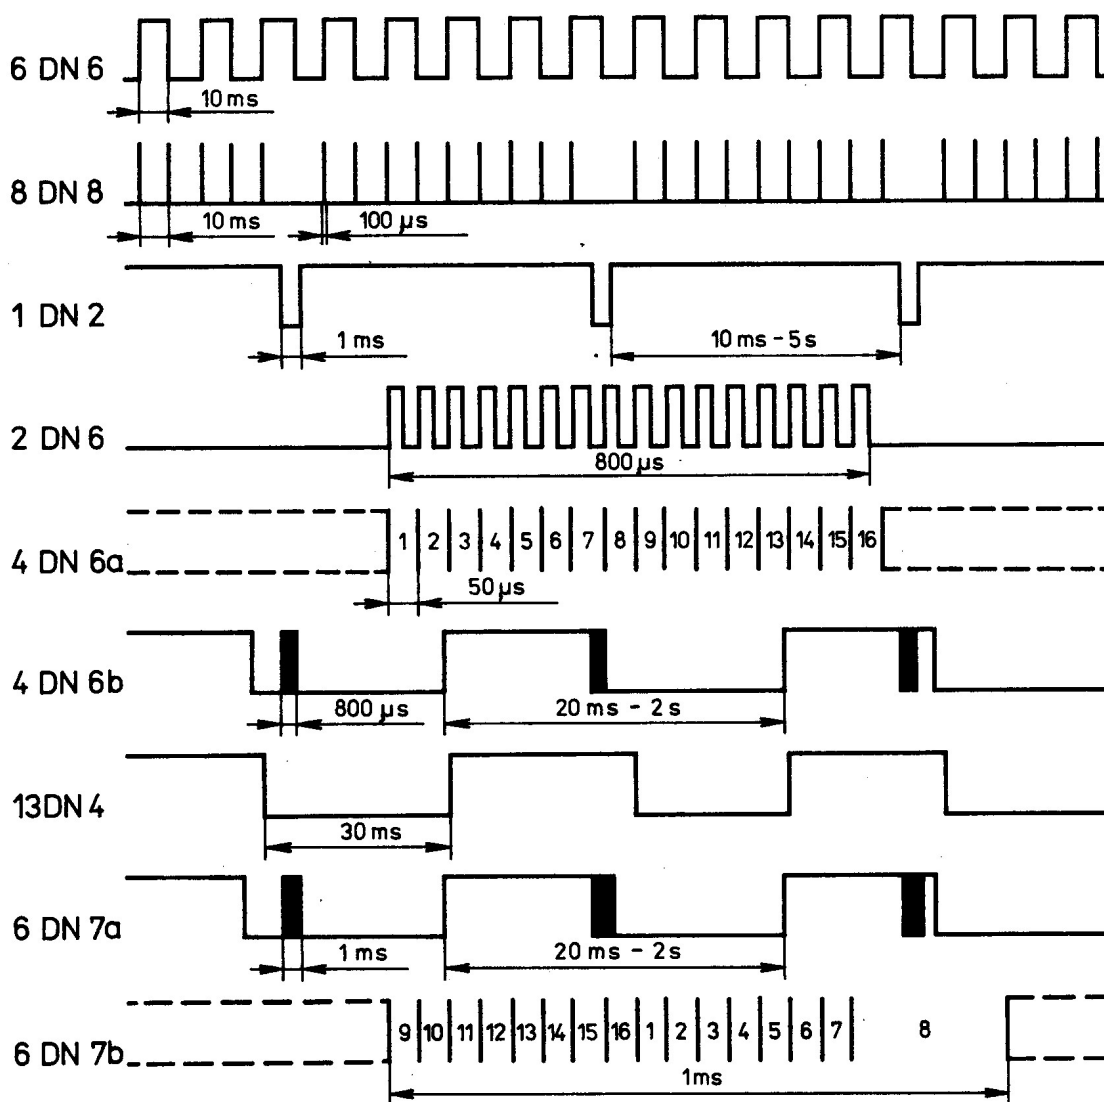 6 DN 6
10 ms
8 DN 8
10 ms 100 µs
1 DN 2
1 ms 10 ms – 5 s
2 DN 6
800 µs
4 DN 6a 1 2 3 4 5 6 7 8 9 10 11 12 13 14 15 16
50 µs
4 DN 6b
800 µs 20 ms – 2 s
13DN 4
30 ms
6 DN 7a
1 ms 20 ms – 2s
6 DN 7b 9 10 11 12 13 14 15 16 1 2 3 4 5 6 7 8
1ms